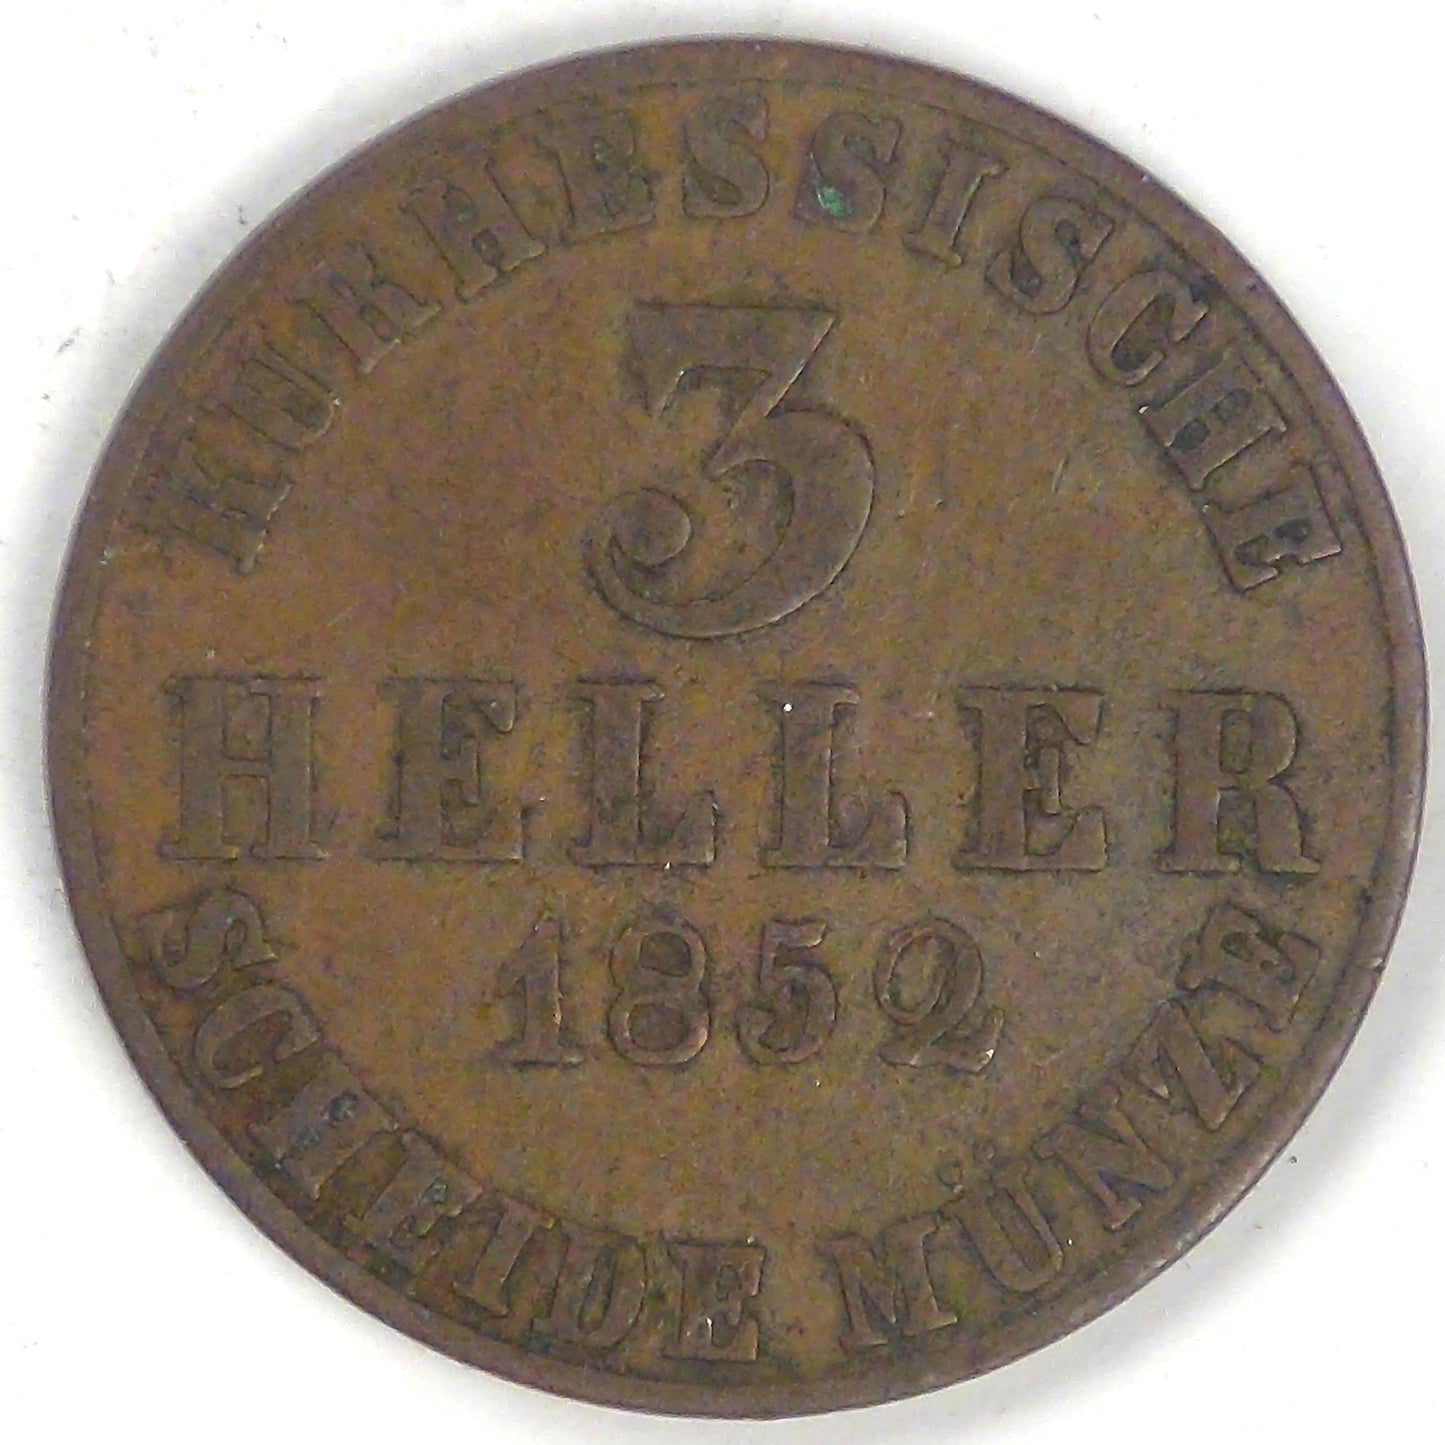 KURHESSISCHE
3
HELLER
1852
SCHEIDE MÜNZE